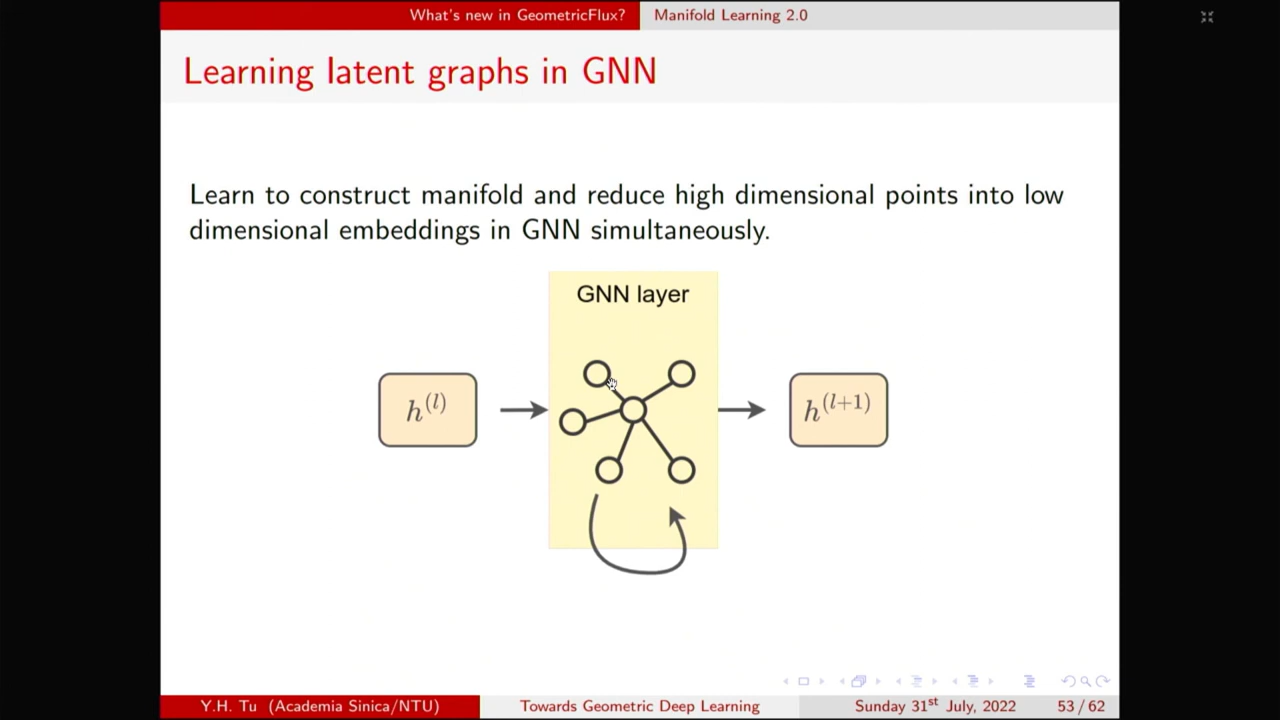 What's new in GeometricFlux? Manifold Learning 2.0
Learning latent graphs in GNN
Learn to construct manifold and reduce high dimensional points into low
dimensional embeddings in GNN simultaneously.
GNN layer
h^(l)
h^(l+1)
Y.H. Tu (Academia Sinica/NTU) Towards Geometric Deep Learning Sunday 31st July, 2022 53 / 62